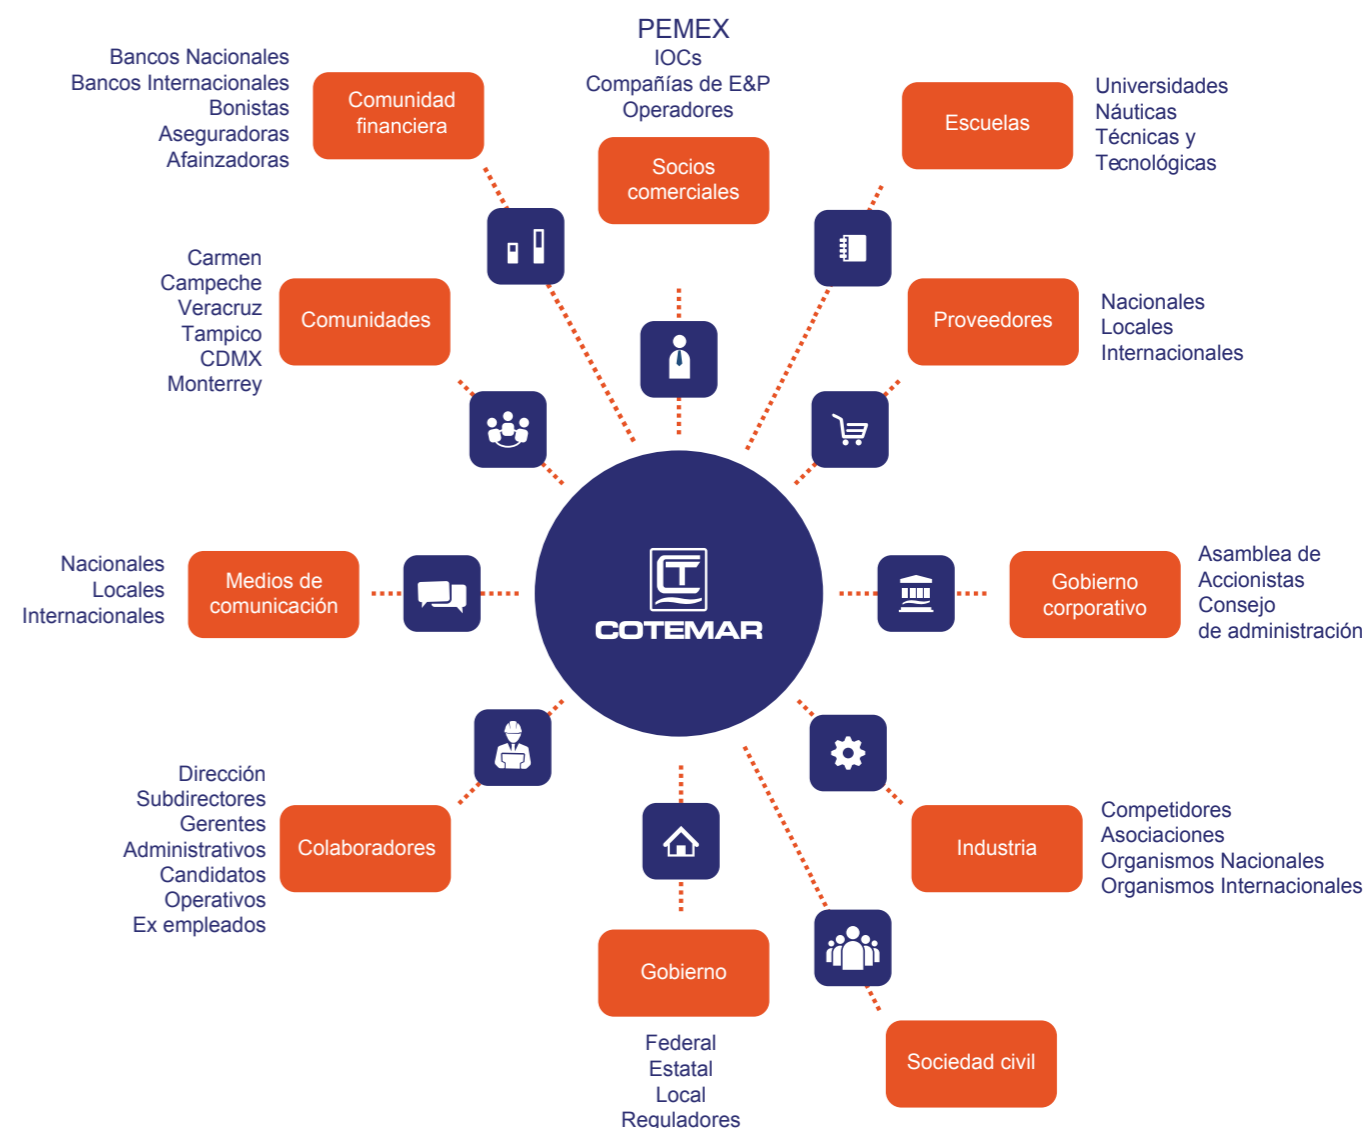 PEMEX
IOCs
Compañías de E&P
Operadores
Socios
comerciales
Bancos Nacionales
Bancos Internacionales
Bonistas
Aseguradoras
Afainzadoras
Comunidad
financiera
Escuelas
Universidades
Náuticas
Técnicas y
Tecnológicas
Carmen
Campeche
Veracruz
Tampico
CDMX
Monterrey
Comunidades
Proveedores
Nacionales
Locales
Internacionales
Nacionales
Locales
Internacionales
Medios de
comunicación
CT
COTEMAR
Gobierno
corporativo
Asamblea de
Accionistas
Consejo
de administración
Dirección
Subdirectores
Gerentes
Administrativos
Candidatos
Operativos
Ex empleados
Colaboradores
Industria
Competidores
Asociaciones
Organismos Nacionales
Organismos Internacionales
Gobierno
Federal
Estatal
Local
Reguladores
Sociedad civil